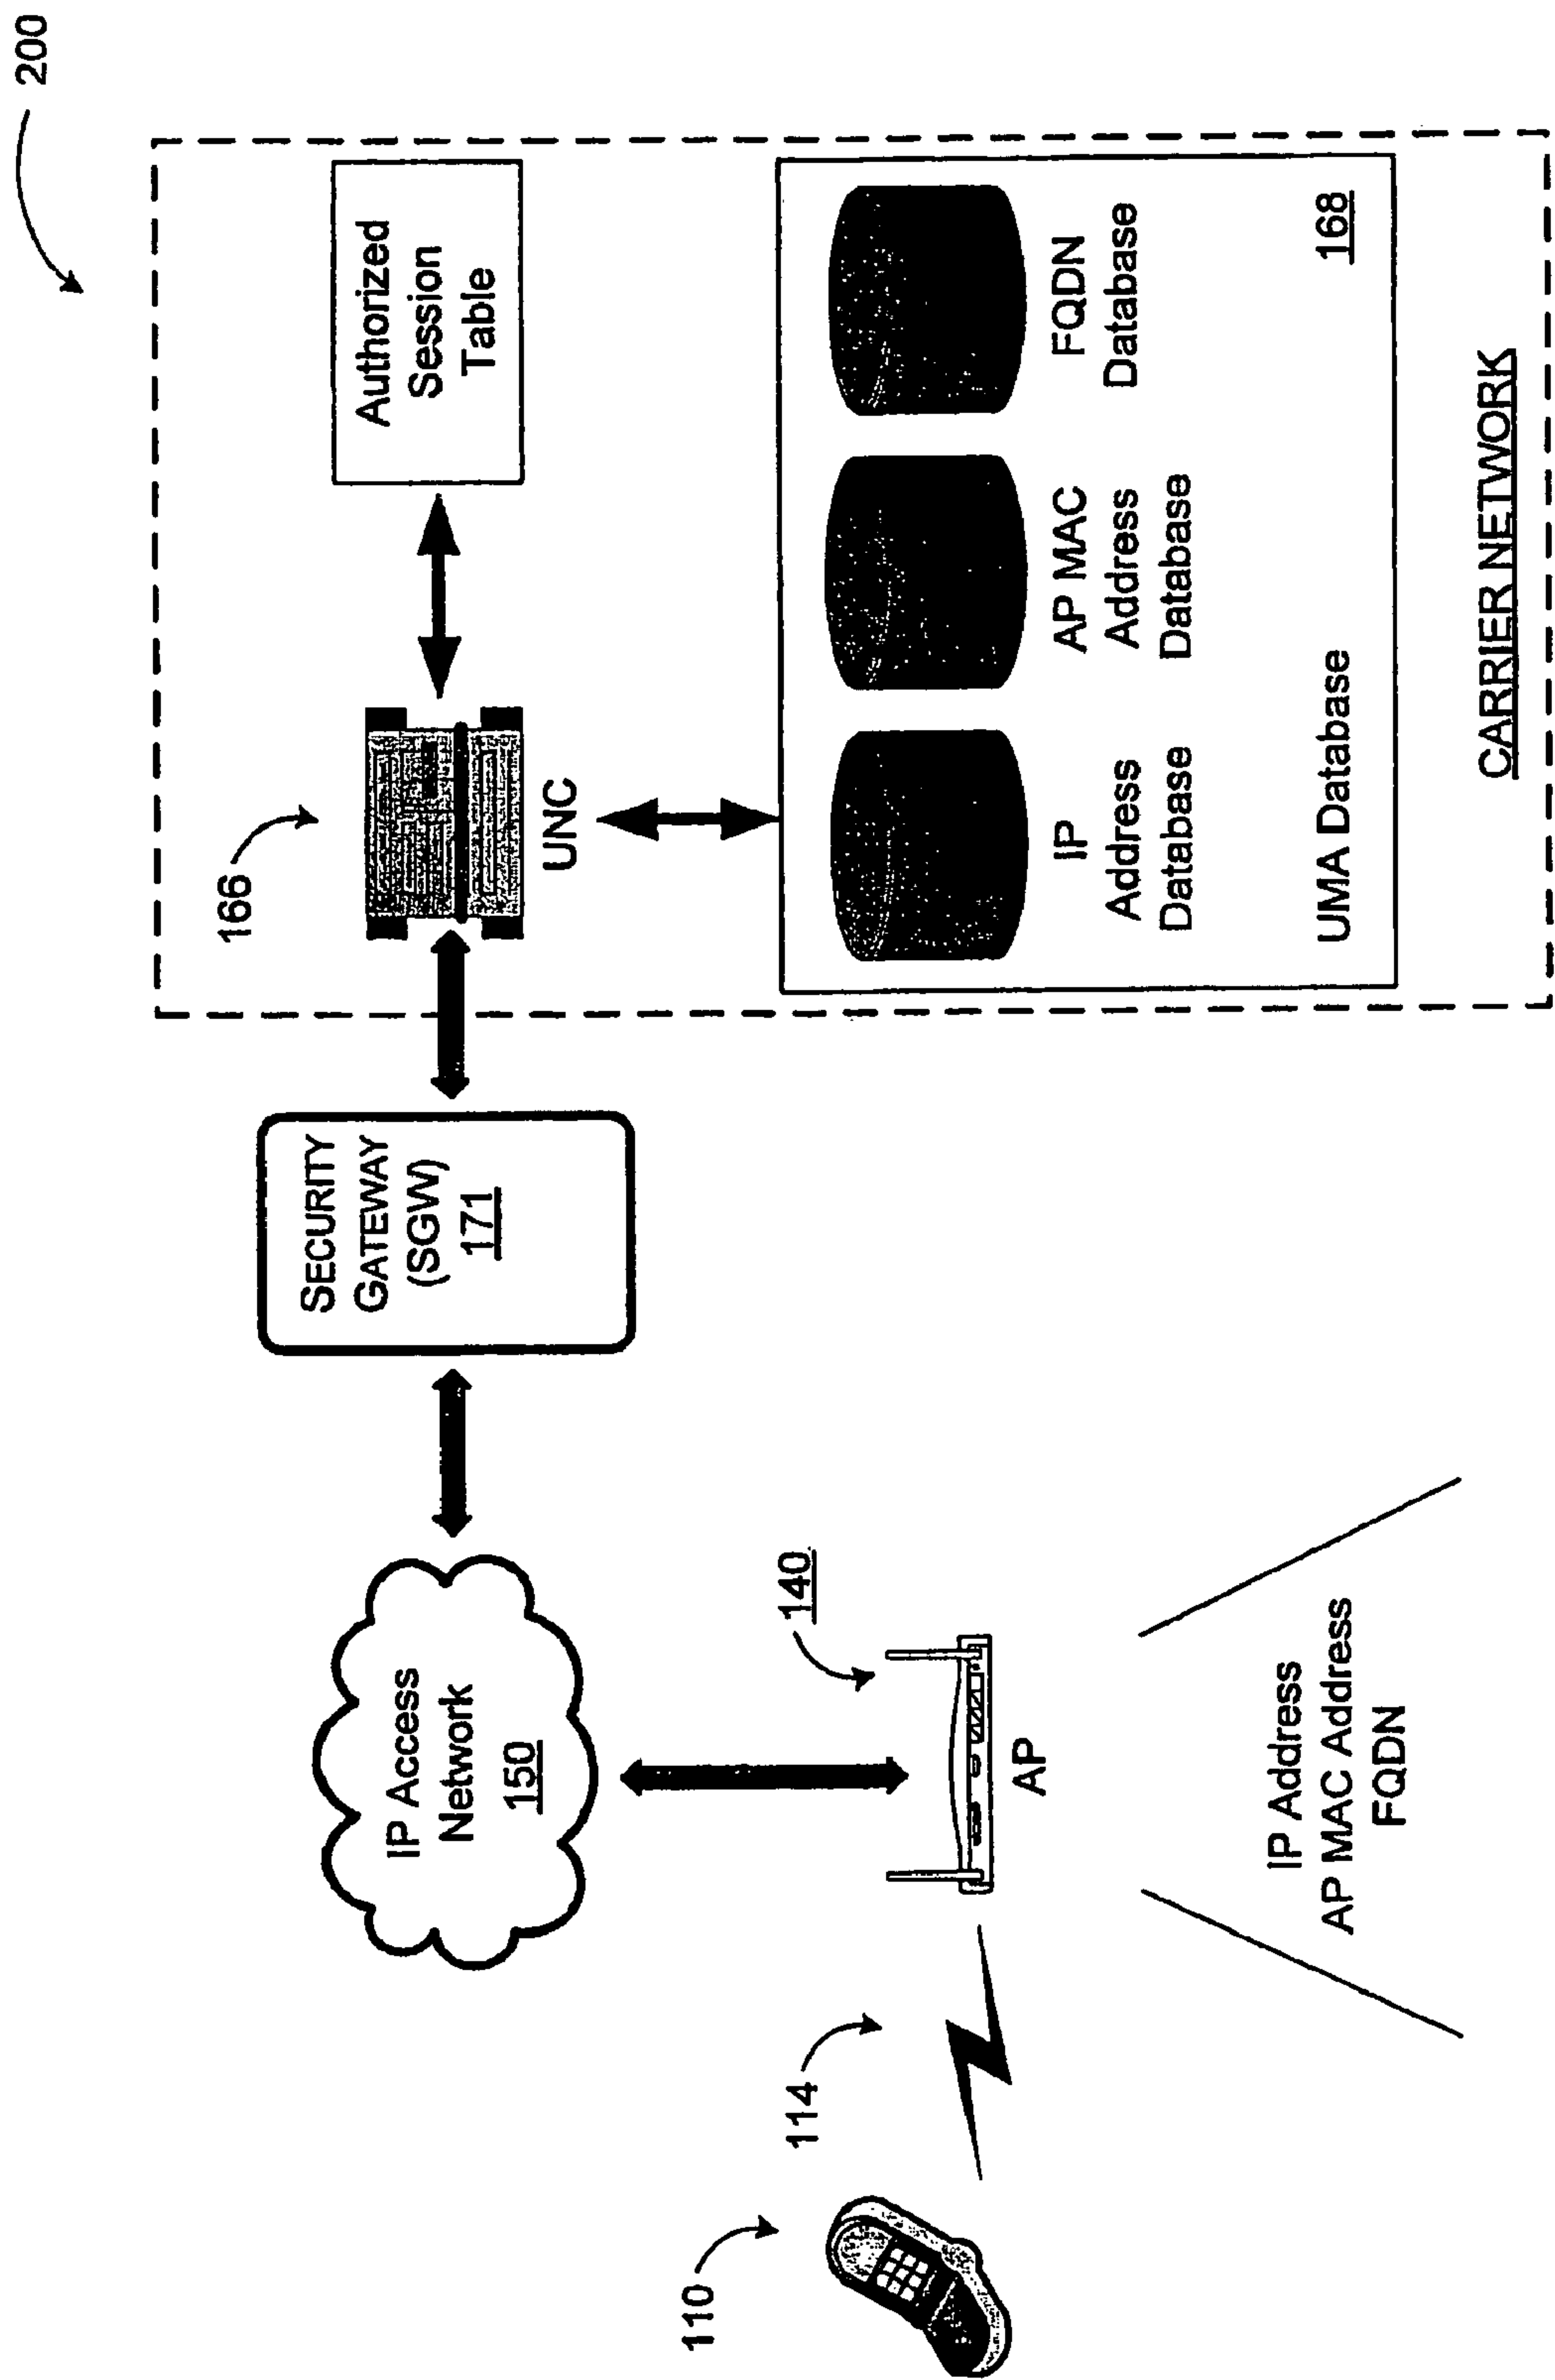 200
166
Authorized
Session
Table
UNC
SECURITY
GATEWAY
(SGW)
171
IP Access
Network
150
IP
Address
Database
AP MAC
Address
Database
FQDN
Database
UMA Database
168
CARRIER NETWORK
110
114
140
AP
IP Address
AP MAC Address
FQDN